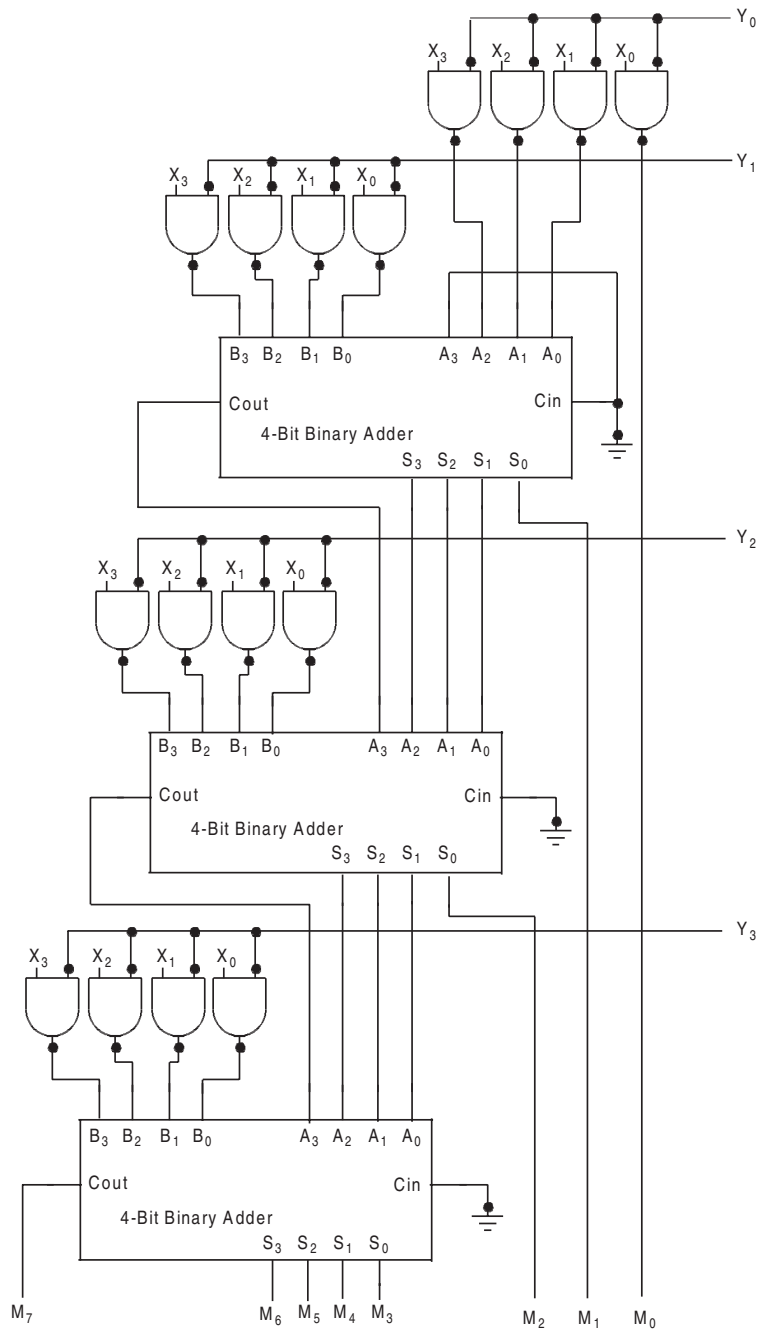 Y₀
X₃ X₂ X₁ X₀
Y₁
X₃ X₂ X₁ X₀
B₃ B₂ B₁ B₀ A₃ A₂ A₁ A₀
Cout Cin
4-Bit Binary Adder
S₃ S₂ S₁ S₀
Y₂
X₃ X₂ X₁ X₀
B₃ B₂ B₁ B₀ A₃ A₂ A₁ A₀
Cout Cin
4-Bit Binary Adder
S₃ S₂ S₁ S₀
Y₃
X₃ X₂ X₁ X₀
B₃ B₂ B₁ B₀ A₃ A₂ A₁ A₀
Cout Cin
4-Bit Binary Adder
S₃ S₂ S₁ S₀
M₇ M₆ M₅ M₄ M₃ M₂ M₁ M₀